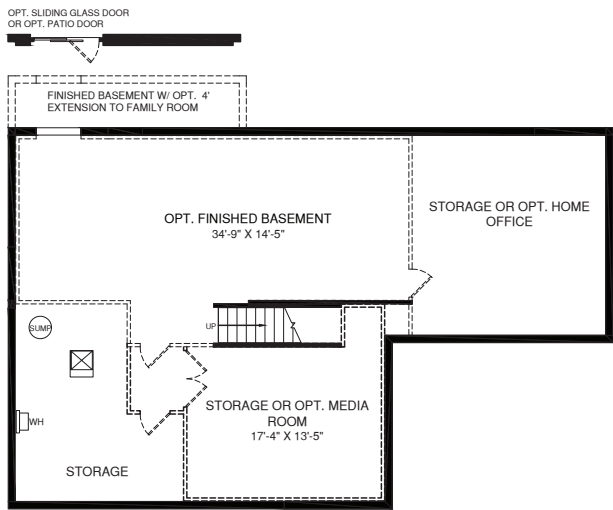 OPT. SLIDING GLASS DOOR
OR OPT. PATIO DOOR
FINISHED BASEMENT W/ OPT. 4'
EXTENSION TO FAMILY ROOM
OPT. FINISHED BASEMENT
34'-9" X 14'-5"
STORAGE OR OPT. HOME
OFFICE
SUMP
UP
WH
STORAGE OR OPT. MEDIA
ROOM
17'-4" X 13'-5"
STORAGE